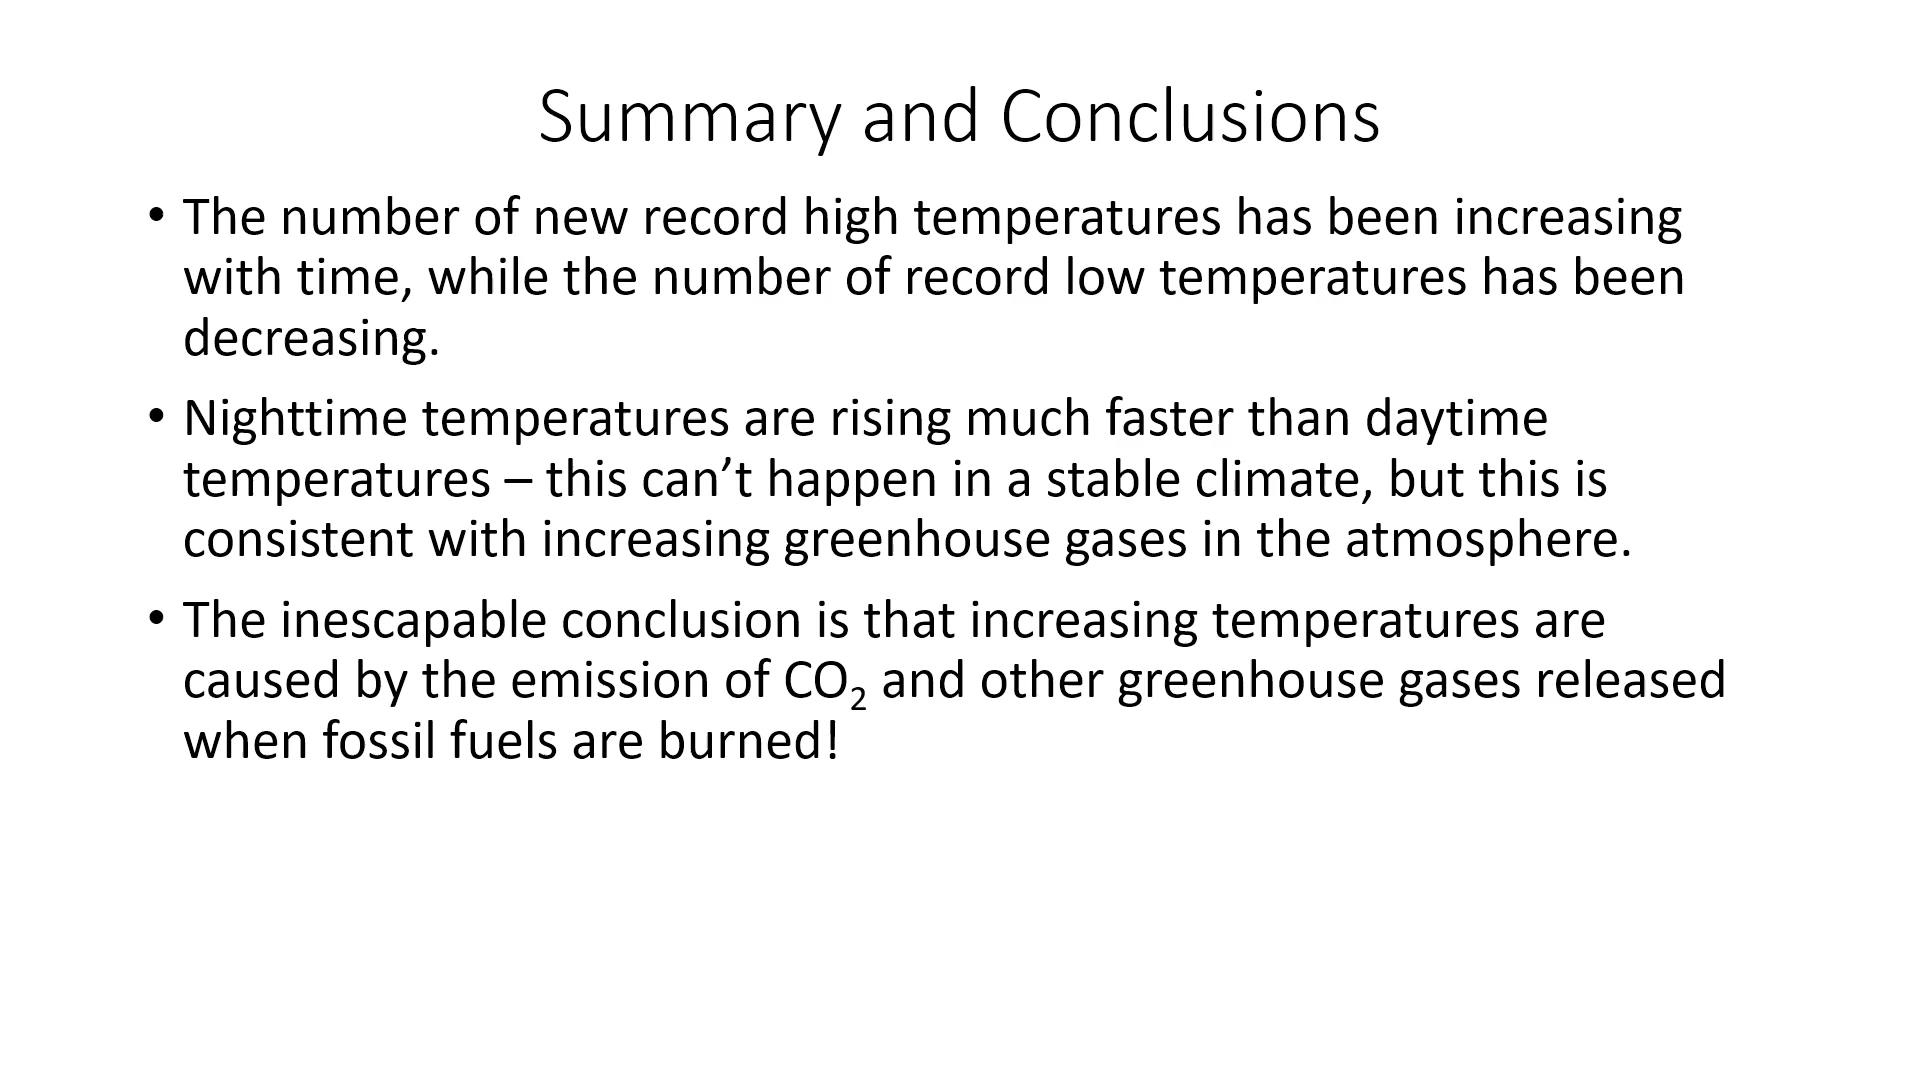 Summary and Conclusions
• The number of new record high temperatures has been increasing
with time, while the number of record low temperatures has been
decreasing.
• Nighttime temperatures are rising much faster than daytime
temperatures – this can’t happen in a stable climate, but this is
consistent with increasing greenhouse gases in the atmosphere.
• The inescapable conclusion is that increasing temperatures are
caused by the emission of CO₂ and other greenhouse gases released
when fossil fuels are burned!